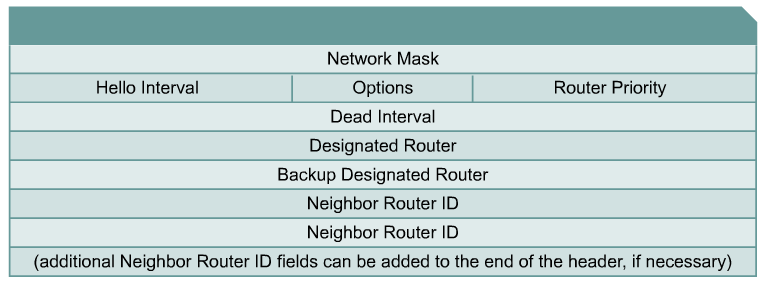 Network Mask
Hello Interval Options Router Priority
Dead Interval
Designated Router
Backup Designated Router
Neighbor Router ID
Neighbor Router ID
(additional Neighbor Router ID fields can be added to the end of the header, if necessary)